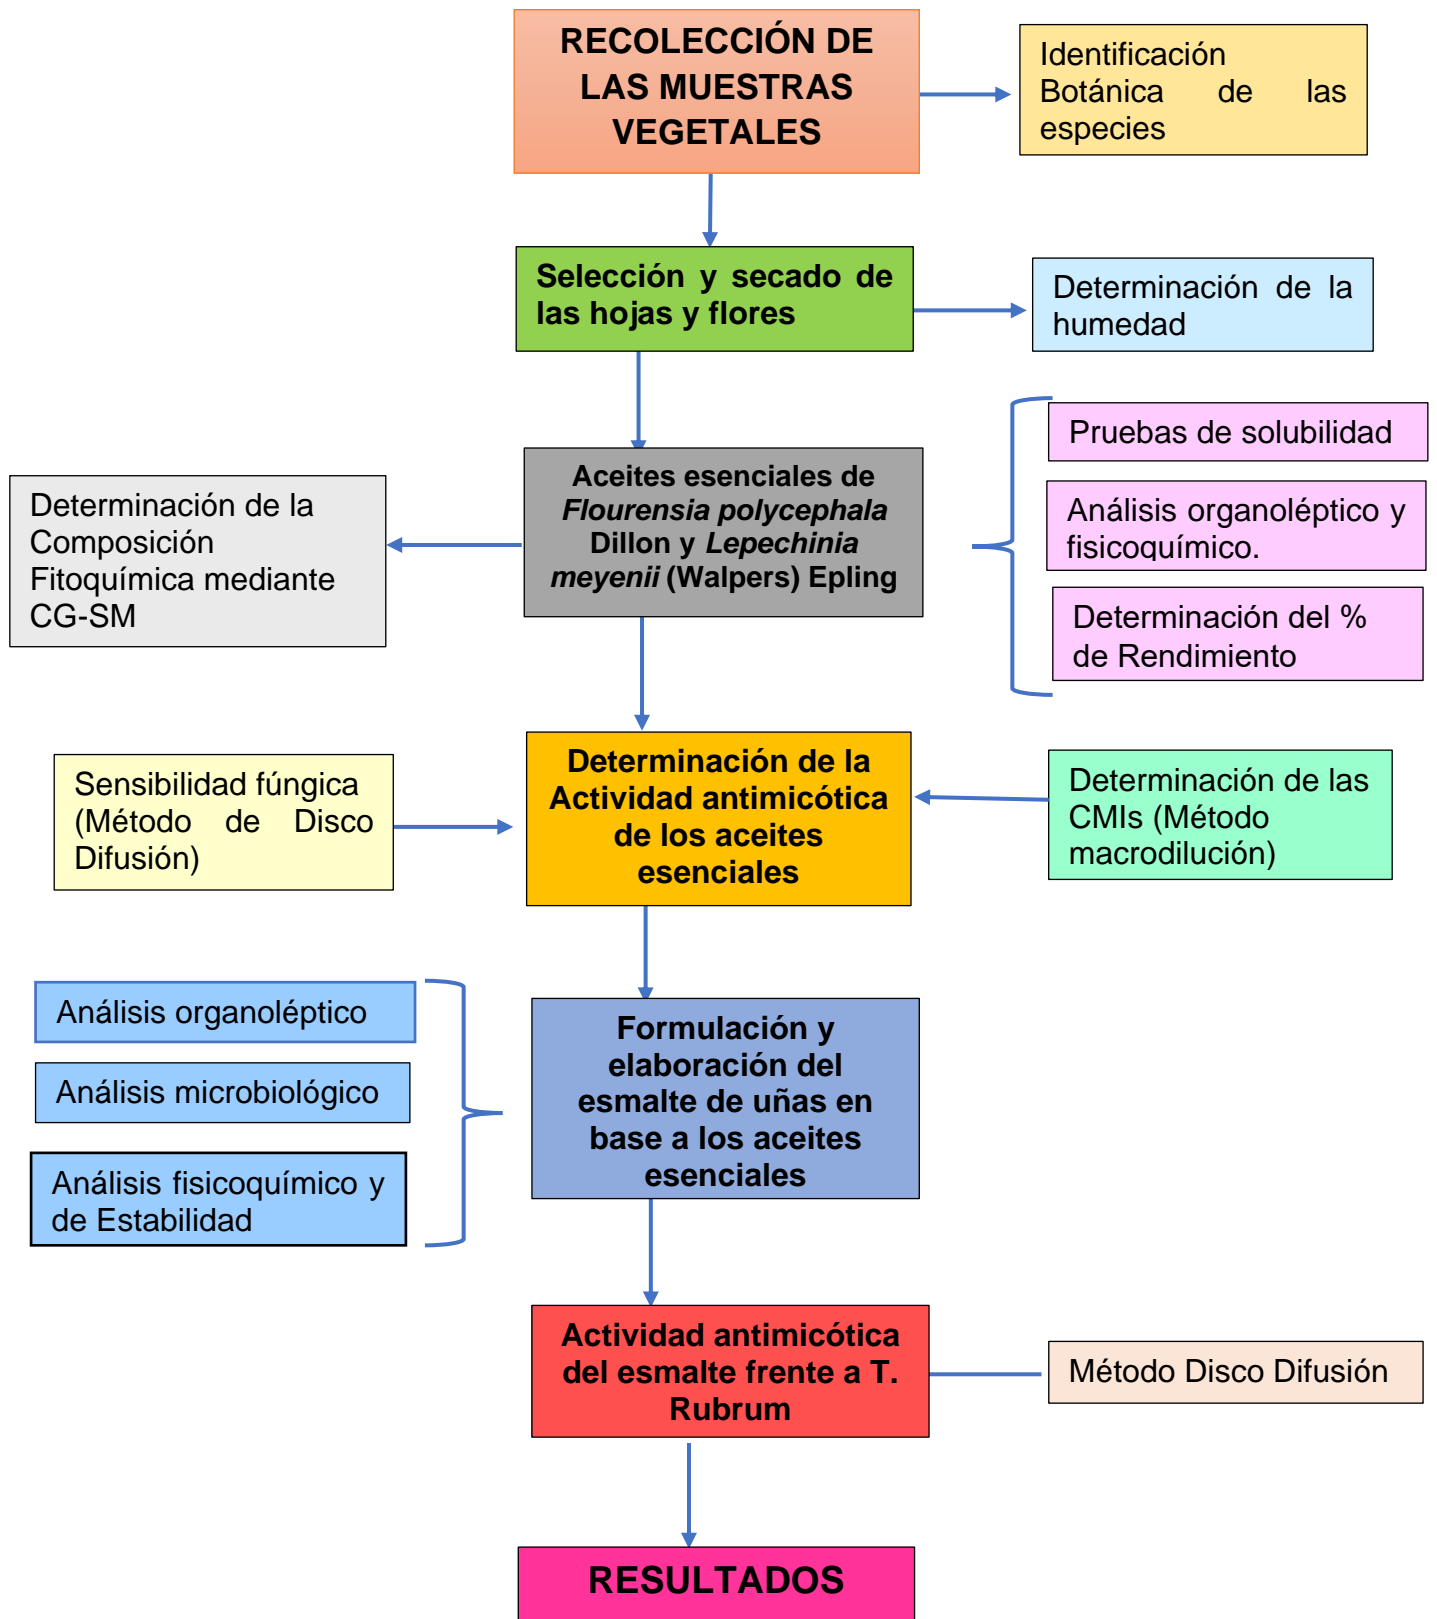 RECOLECCIÓN DE
LAS MUESTRAS
VEGETALES
Identificación
Botánica de las
especies
Selección y secado de
las hojas y flores
Determinación de la
humedad
Pruebas de solubilidad
Análisis organoléptico y
fisicoquímico.
Determinación del %
de Rendimiento
Aceites esenciales de
Flourensia polycephala
Dillon y Lepechinia
meyenii (Walpers) Epling
Determinación de la
Composición
Fitoquímica mediante
CG-SM
Sensibilidad fúngica
(Método de Disco
Difusión)
Determinación de la
Actividad antimicótica
de los aceites
esenciales
Determinación de las
CMIs (Método
macrodilución)
Análisis organoléptico
Análisis microbiológico
Análisis fisicoquímico y
de Estabilidad
Formulación y
elaboración del
esmalte de uñas en
base a los aceites
esenciales
Actividad antimicótica
del esmalte frente a T.
Rubrum
Método Disco Difusión
RESULTADOS